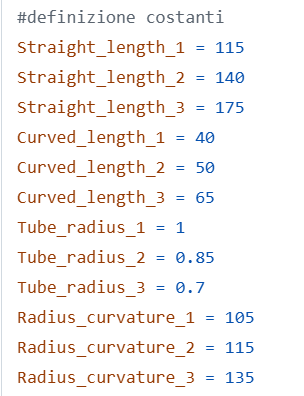 #definizione costanti
Straight_length_1 = 115
Straight_length_2 = 140
Straight_length_3 = 175
Curved_length_1 = 40
Curved_length_2 = 50
Curved_length_3 = 65
Tube_radius_1 = 1
Tube_radius_2 = 0.85
Tube_radius_3 = 0.7
Radius_curvature_1 = 105
Radius_curvature_2 = 115
Radius_curvature_3 = 135